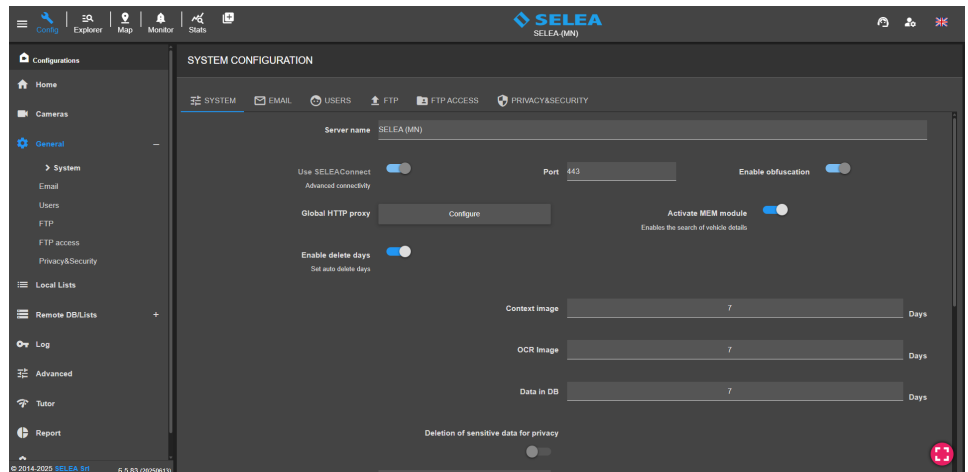 Config
Explorer
Map
Monitor
Stats
SELEA
SELEA-(MN)
Configurations
SYSTEM CONFIGURATION
Home
Cameras
General
> System
Email
Users
FTP
FTP access
Privacy&Security
Local Lists
Remote DB/Lists +
Log
Advanced
Tutor
Report
© 2014-2025 SELEA Srl 6.5.83 (20250613)
SYSTEM EMAIL USERS FTP FTP ACCESS PRIVACY&SECURITY
Server name SELEA (MN)
Use SELEAConnect Port 443 Enable obfuscation
Advanced connectivity
Global HTTP proxy Configure Activate MEM module
Enables the search of vehicle details
Enable delete days
Set auto delete days
Context image 7 Days
OCR Image 7 Days
Data in DB 7 Days
Deletion of sensitive data for privacy